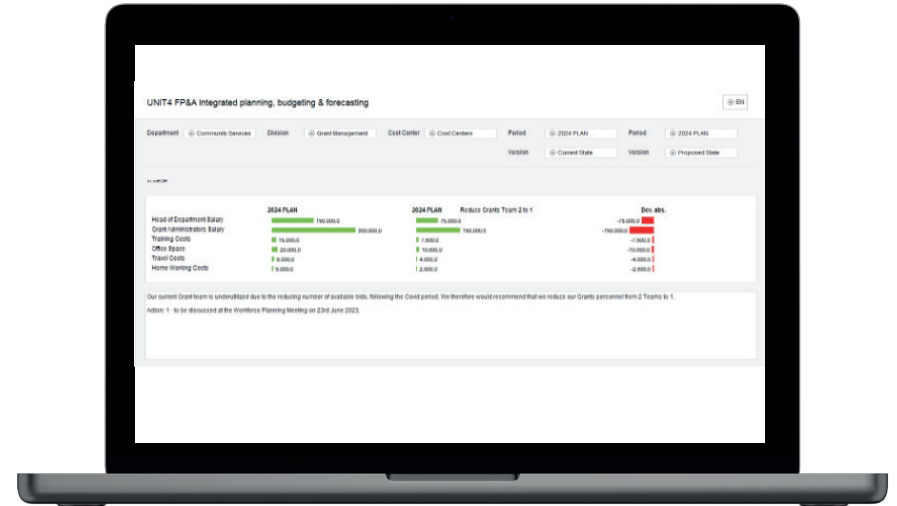 UNIT4 FP&A Integrated planning, budgeting & forecasting
EN
Department Community Services Division Grant Management Cost Center Cost Centers Period 2024 PLAN Period 2024 PLAN
Version Current State Version Proposed State
2024 PLAN 2024 PLAN Reduce Grants Team 2 to 1 Dev. abs.
Head of Department Salary 150.000,0 75.000,0 -75.000,0
Grant Administrators Salary 300.000,0 150.000,0 -150.000,0
Training Costs 15.000,0 7.500,0 -7.500,0
Office Space 20.000,0 10.000,0 -10.000,0
Travel Costs 8.000,0 4.000,0 -4.000,0
Home Working Costs 5.000,0 2.500,0 -2.500,0
Our current Grant team is underutilized due to the reducing number of available bids, following the Covid period. We therefore would recommend that we reduce our Grants personnel from 2 Teams to 1.
Action: 1 - to be discussed at the Workforce Planning Meeting on 23rd June 2023.